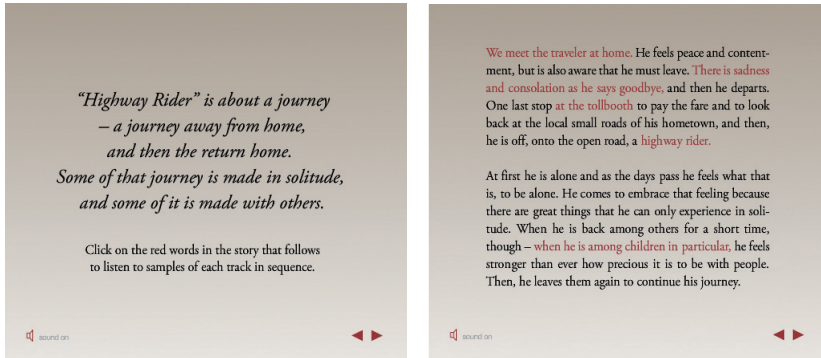 “Highway Rider” is about a journey
– a journey away from home,
and then the return home.
Some of that journey is made in solitude,
and some of it is made with others.
Click on the red words in the story that follows
to listen to samples of each track in sequence.
sound on
We meet the traveler at home. He feels peace and content-
ment, but is also aware that he must leave. There is sadness
and consolation as he says goodbye, and then he departs.
One last stop at the tollbooth to pay the fare and to look
back at the local small roads of his hometown, and then,
he is off, onto the open road, a highway rider.
At first he is alone and as the days pass he feels what that
is, to be alone. He comes to embrace that feeling because
there are great things that he can only experience in soli-
tude. When he is back among others for a short time,
though – when he is among children in particular, he feels
stronger than ever how precious it is to be with people.
Then, he leaves them again to continue his journey.
sound on